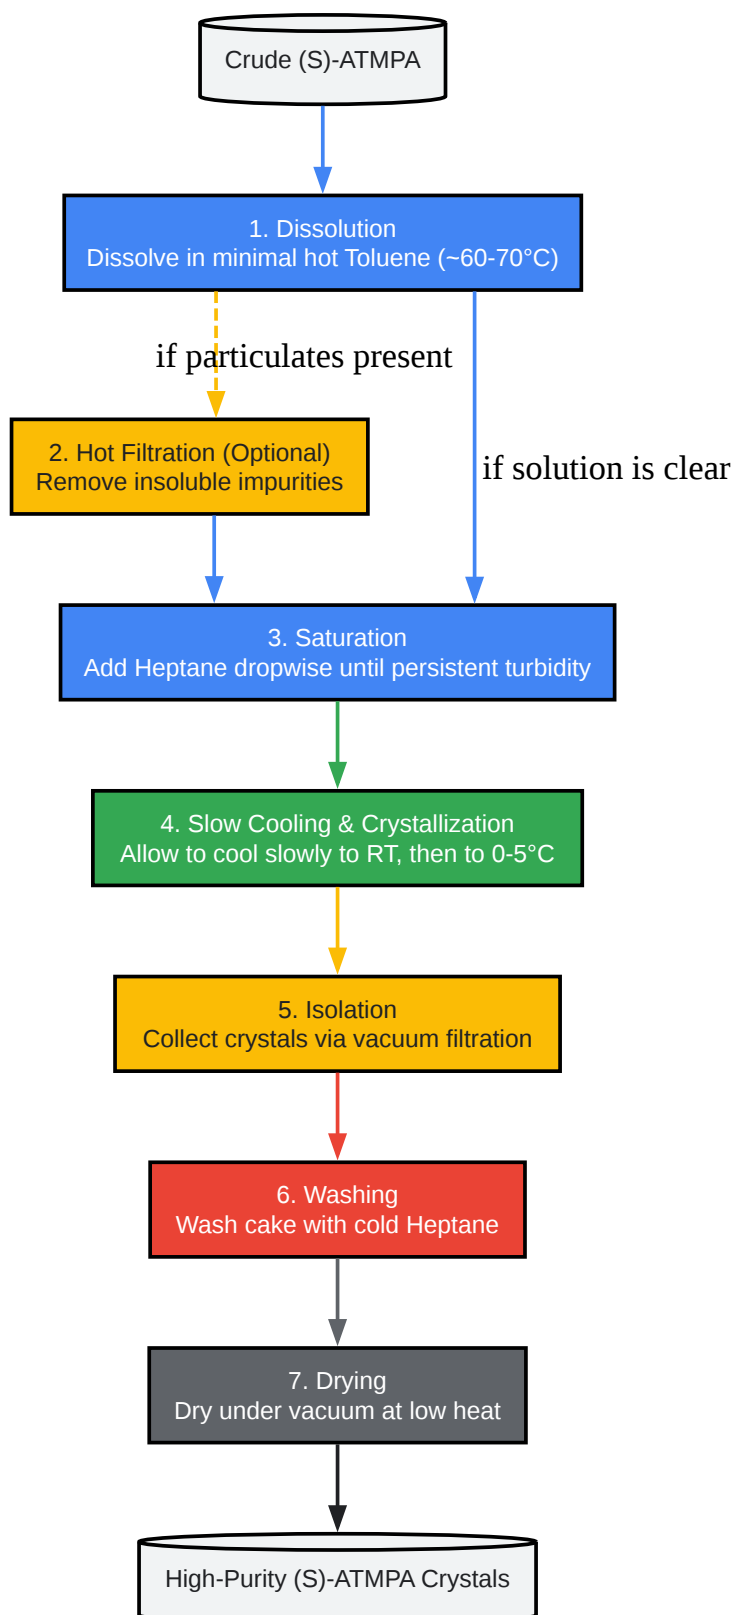 Crude (S)-ATMPA
1. Dissolution
Dissolve in minimal hot Toluene (~60-70°C)
if particulates present
2. Hot Filtration (Optional)
Remove insoluble impurities
if solution is clear
3. Saturation
Add Heptane dropwise until persistent turbidity
4. Slow Cooling & Crystallization
Allow to cool slowly to RT, then to 0-5°C
5. Isolation
Collect crystals via vacuum filtration
6. Washing
Wash cake with cold Heptane
7. Drying
Dry under vacuum at low heat
High-Purity (S)-ATMPA Crystals